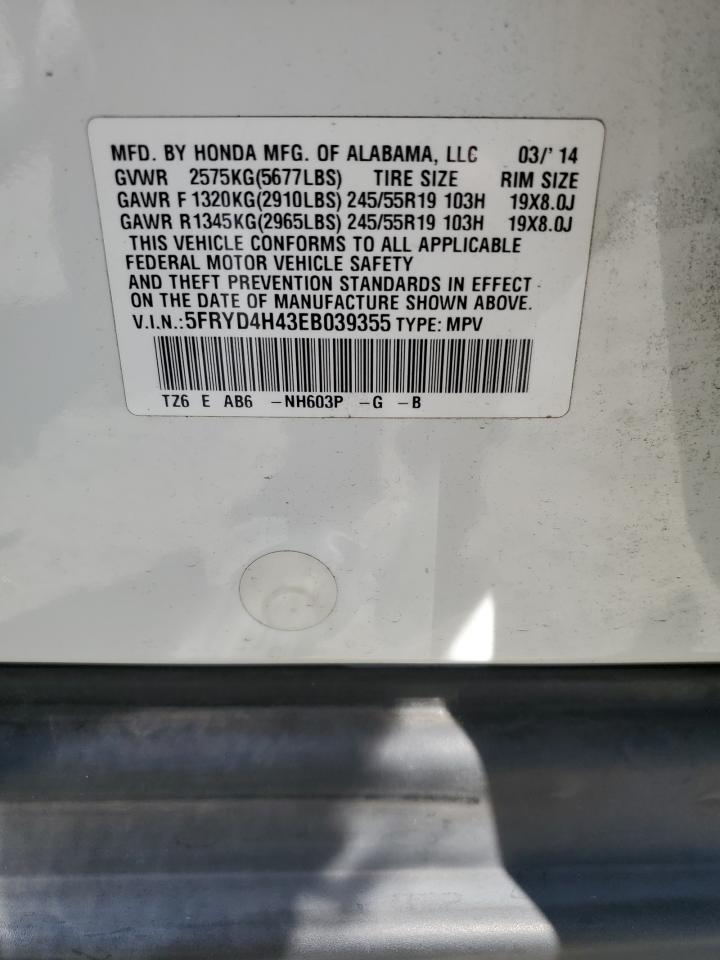 MFD. BY HONDA MFG. OF ALABAMA, LLC 03/' 14
GVWR 2575KG(5677LBS) TIRE SIZE RIM SIZE
GAWR F 1320KG(2910LBS) 245/55R19 103H 19X8.0J
GAWR R1345KG(2965LBS) 245/55R19 103H 19X8.0J
THIS VEHICLE CONFORMS TO ALL APPLICABLE
FEDERAL MOTOR VEHICLE SAFETY
AND THEFT PREVENTION STANDARDS IN EFFECT
ON THE DATE OF MANUFACTURE SHOWN ABOVE.
V.I.N.:5FRYD4H43EB039355 TYPE: MPV
TZ6 E AB6 -NH603P -G -B